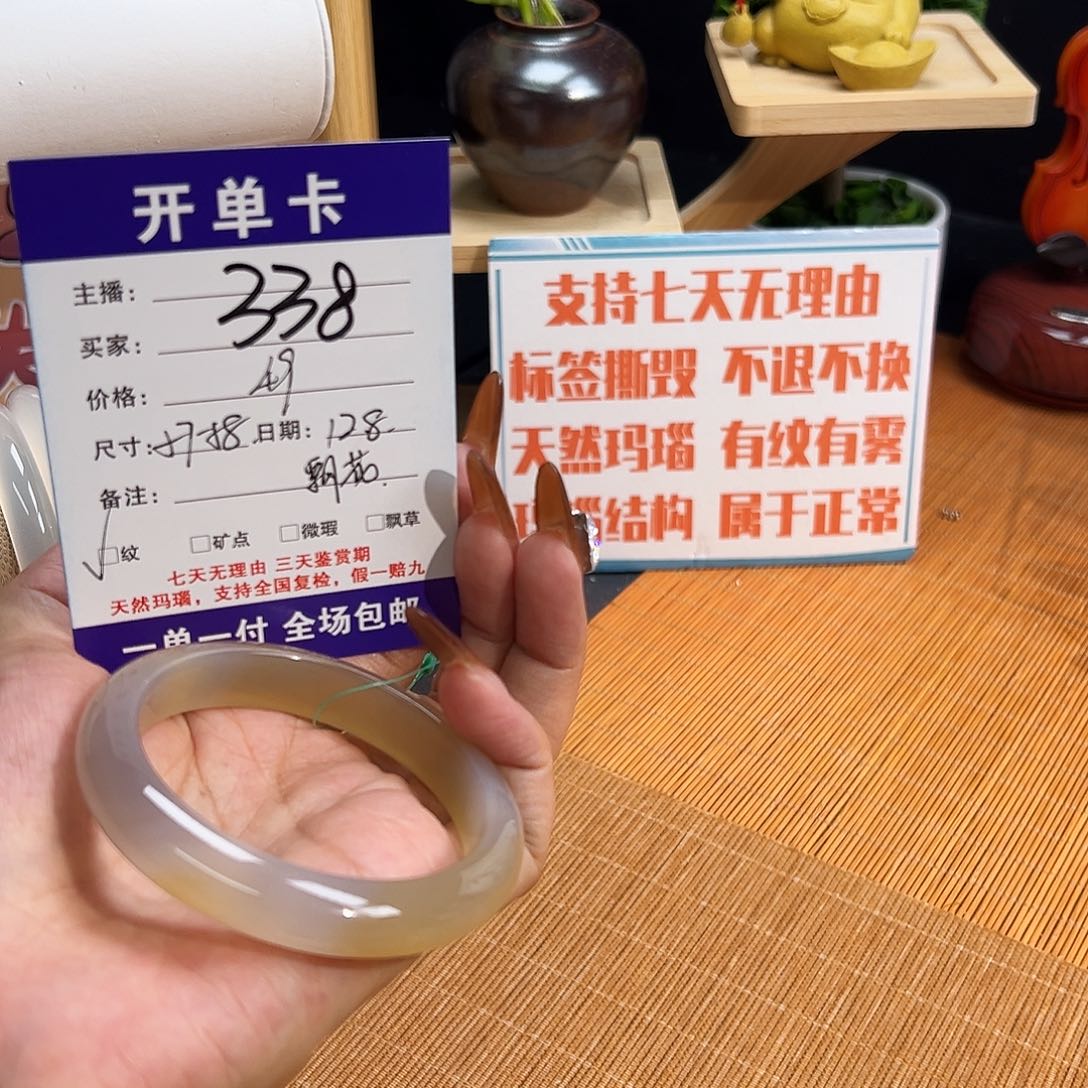 开单卡
主播：
338
买家：
价格：49
尺寸：57-58 日期：128
备注：飘花
✓□纹 □矿点 □微瑕 □飘草
七天无理由 三天鉴赏期
天然玛瑙，支持全国复检，假一赔九
一单一付 全场包邮
支持七天无理由
标签撕毁 不退不换
天然玛瑙 有纹有雾
结构 属于正常